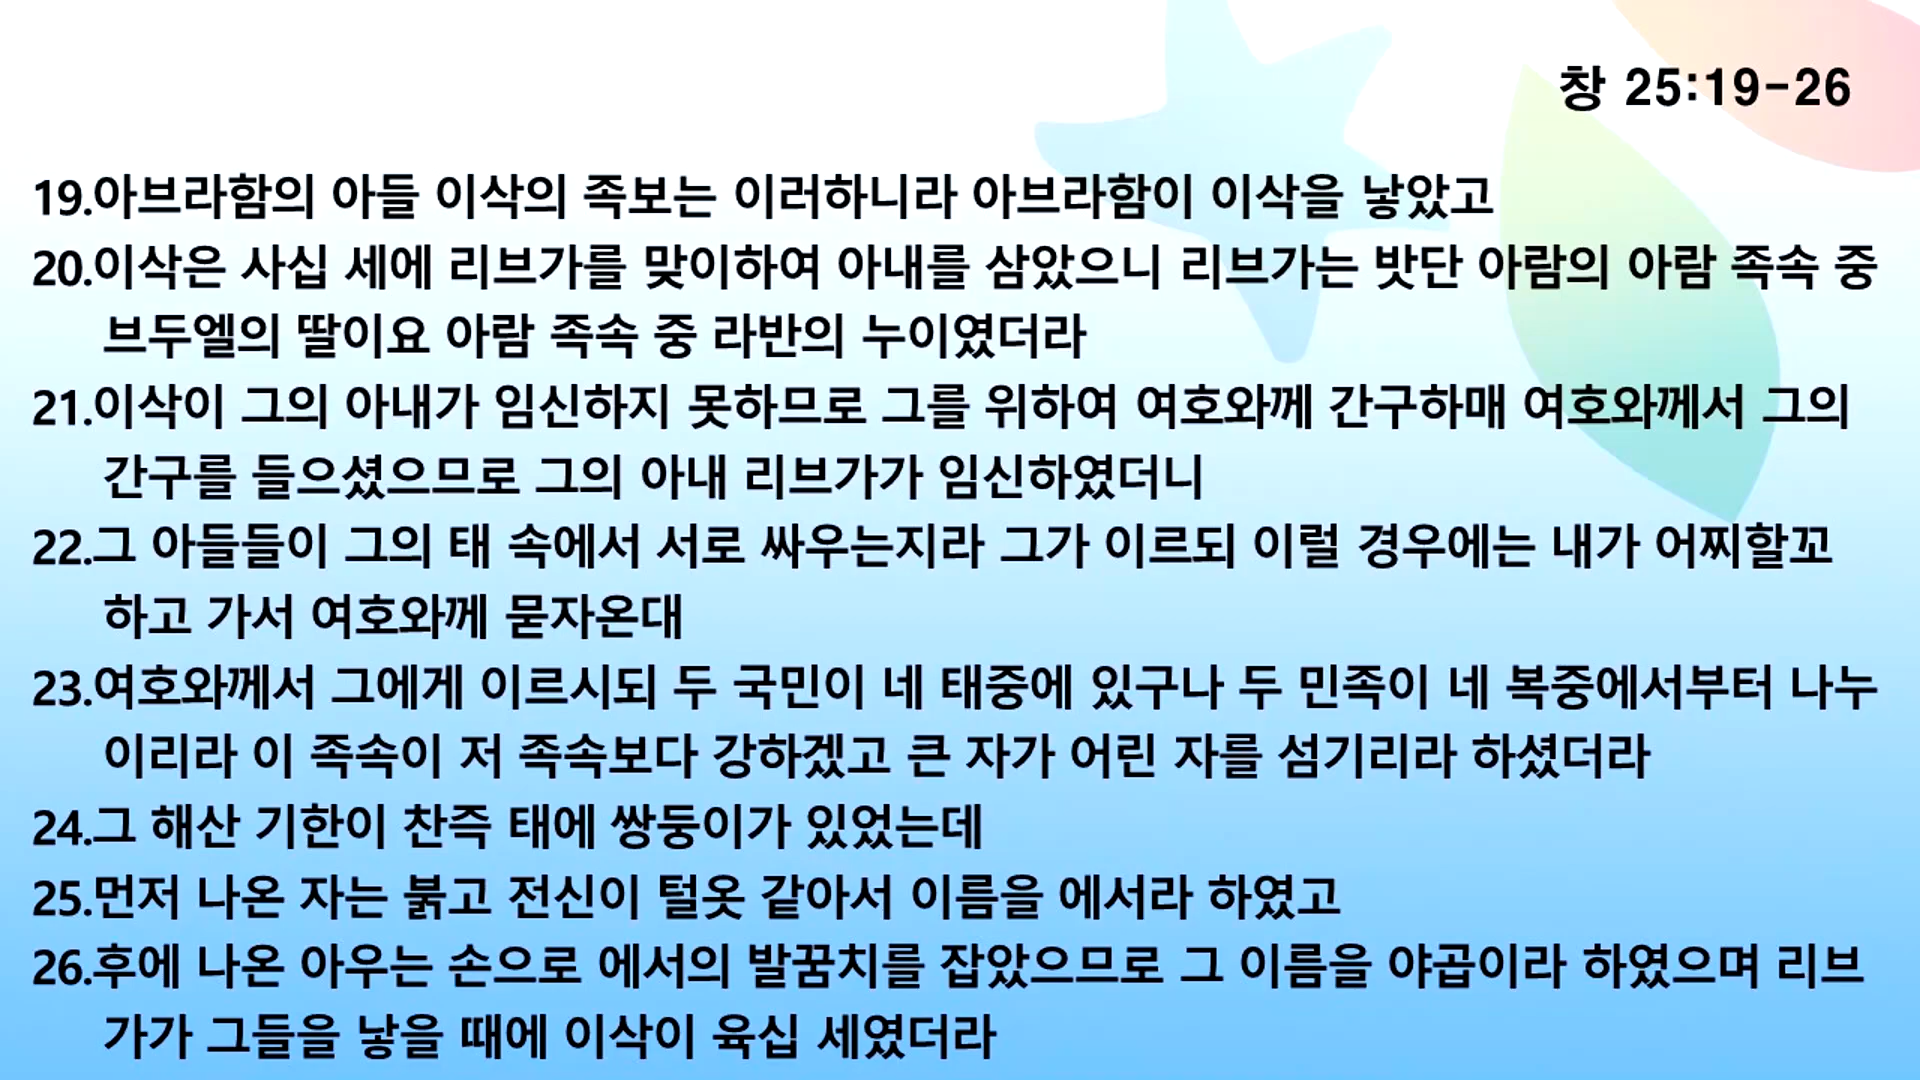 창 25:19-26
19.아브라함의 아들 이삭의 족보는 이러하니라 아브라함이 이삭을 낳았고
20.이삭은 사십 세에 리브가를 맞이하여 아내를 삼았으니 리브가는 밧단 아람의 아람 족속 중
브두엘의 딸이요 아람 족속 중 라반의 누이였더라
21.이삭이 그의 아내가 임신하지 못하므로 그를 위하여 여호와께 간구하매 여호와께서 그의
간구를 들으셨으므로 그의 아내 리브가가 임신하였더니
22.그 아들들이 그의 태 속에서 서로 싸우는지라 그가 이르되 이럴 경우에는 내가 어찌할꼬
하고 가서 여호와께 묻자온대
23.여호와께서 그에게 이르시되 두 국민이 네 태중에 있구나 두 민족이 네 복중에서부터 나누
이리라 이 족속이 저 족속보다 강하겠고 큰 자가 어린 자를 섬기리라 하셨더라
24.그 해산 기한이 찬즉 태에 쌍둥이가 있었는데
25.먼저 나온 자는 붉고 전신이 털옷 같아서 이름을 에서라 하였고
26.후에 나온 아우는 손으로 에서의 발꿈치를 잡았으므로 그 이름을 야곱이라 하였으며 리브
가가 그들을 낳을 때에 이삭이 육십 세였더라